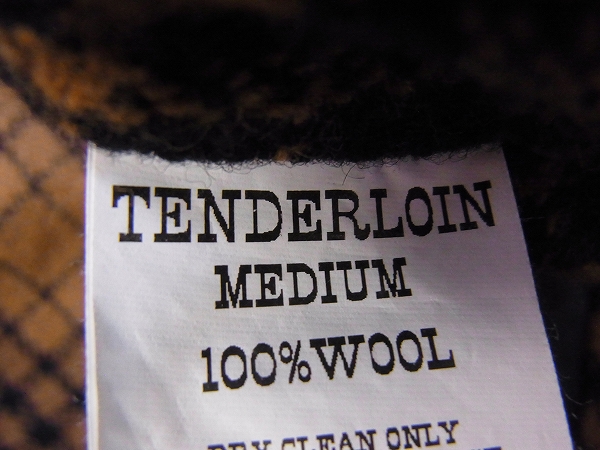 TENDERLOIN
MEDIUM
100%WOOL
DRY CLEAN ONLY